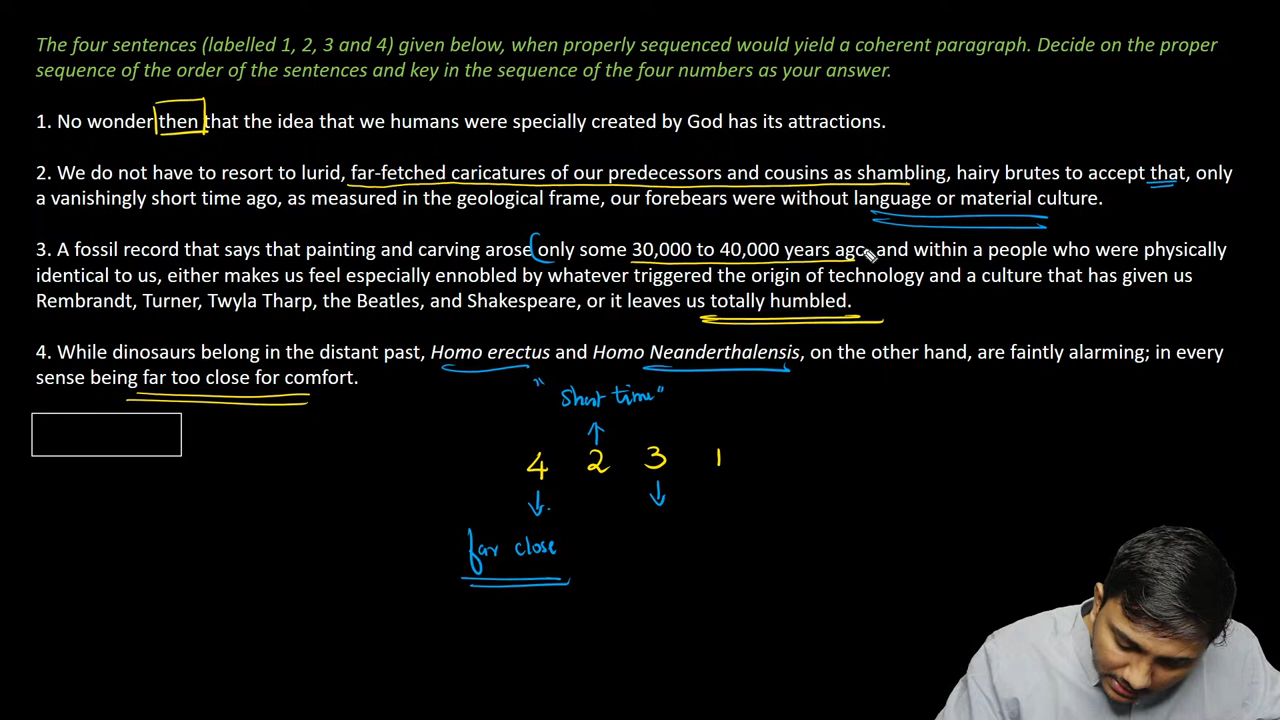 The four sentences (labelled 1, 2, 3 and 4) given below, when properly sequenced would yield a coherent paragraph. Decide on the proper
sequence of the order of the sentences and key in the sequence of the four numbers as your answer.
1. No wonder then that the idea that we humans were specially created by God has its attractions.
2. We do not have to resort to lurid, far-fetched caricatures of our predecessors and cousins as shambling, hairy brutes to accept that, only
a vanishingly short time ago, as measured in the geological frame, our forebears were without language or material culture.
3. A fossil record that says that painting and carving arose only some 30,000 to 40,000 years ago and within a people who were physically
identical to us, either makes us feel especially ennobled by whatever triggered the origin of technology and a culture that has given us
Rembrandt, Turner, Twyla Tharp, the Beatles, and Shakespeare, or it leaves us totally humbled.
4. While dinosaurs belong in the distant past, Homo erectus and Homo Neanderthalensis, on the other hand, are faintly alarming; in every
sense being far too close for comfort.
"Short time"
4 2 3 1
far close